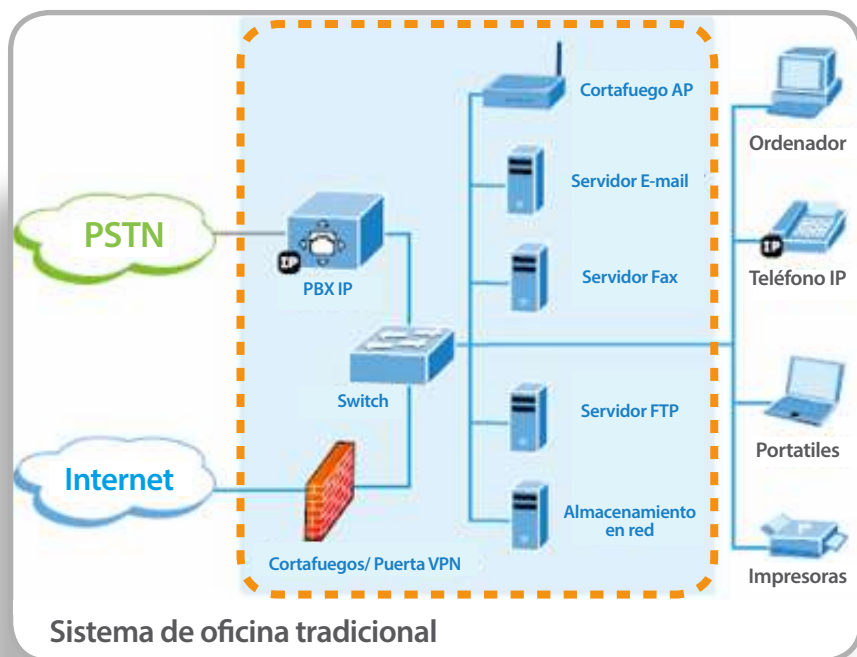 Cortafuego AP
Ordenador
Servidor E-mail
PSTN
IP
PBX IP
Servidor Fax
IP
Teléfono IP
Switch
Servidor FTP
Internet
Portatiles
Almacenamiento
en red
Cortafuegos/ Puerta VPN
Impresoras
Sistema de oficina tradicional